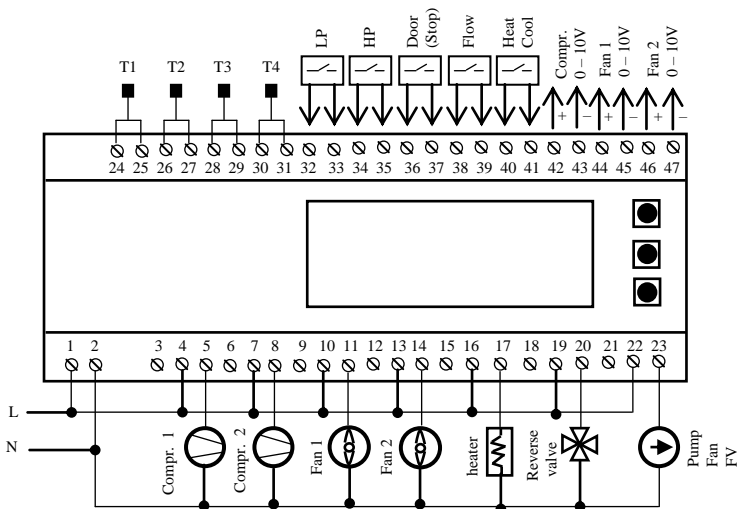 T1 T2 T3 T4
LP
HP
Door
(Stop)
Flow
Heat
Cool
Compr.
0 – 10V
Fan 1
0 – 10V
Fan 2
0 – 10V
+ – + – + –
24 25 26 27 28 29 30 31 32 33 34 35 36 37 38 39 40 41 42 43 44 45 46 47
1 2 3 4 5 6 7 8 9 10 11 12 13 14 15 16 17 18 19 20 21 22 23
L
N
Compr. 1
Compr. 2
Fan 1
Fan 2
heater
Reverse
valve
Pump
Fan
FV